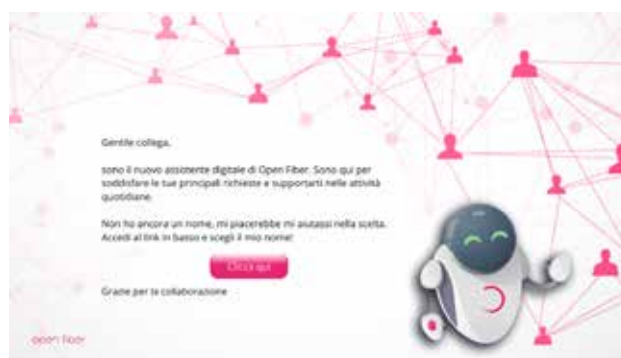 Gentile collega,
sono il nuovo assistente digitale di Open Fiber. Sono qui per
soddisfare le tue principali richieste e supportarti nelle attività
quotidiane.
Non ho ancora un nome, mi piacerebbe mi aiutassi nella scelta.
Accedi al link in basso e scegli il mio nome!
Clicca qui
Grazie per la collaborazione
open fiber